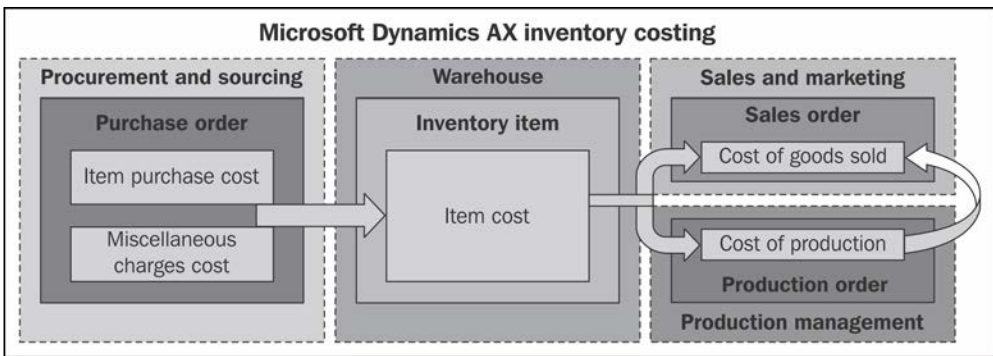 Microsoft Dynamics AX inventory costing
Procurement and sourcing
Purchase order
Item purchase cost
Miscellaneous
charges cost
Warehouse
Inventory item
Item cost
Sales and marketing
Sales order
Cost of goods sold
Cost of production
Production order
Production management